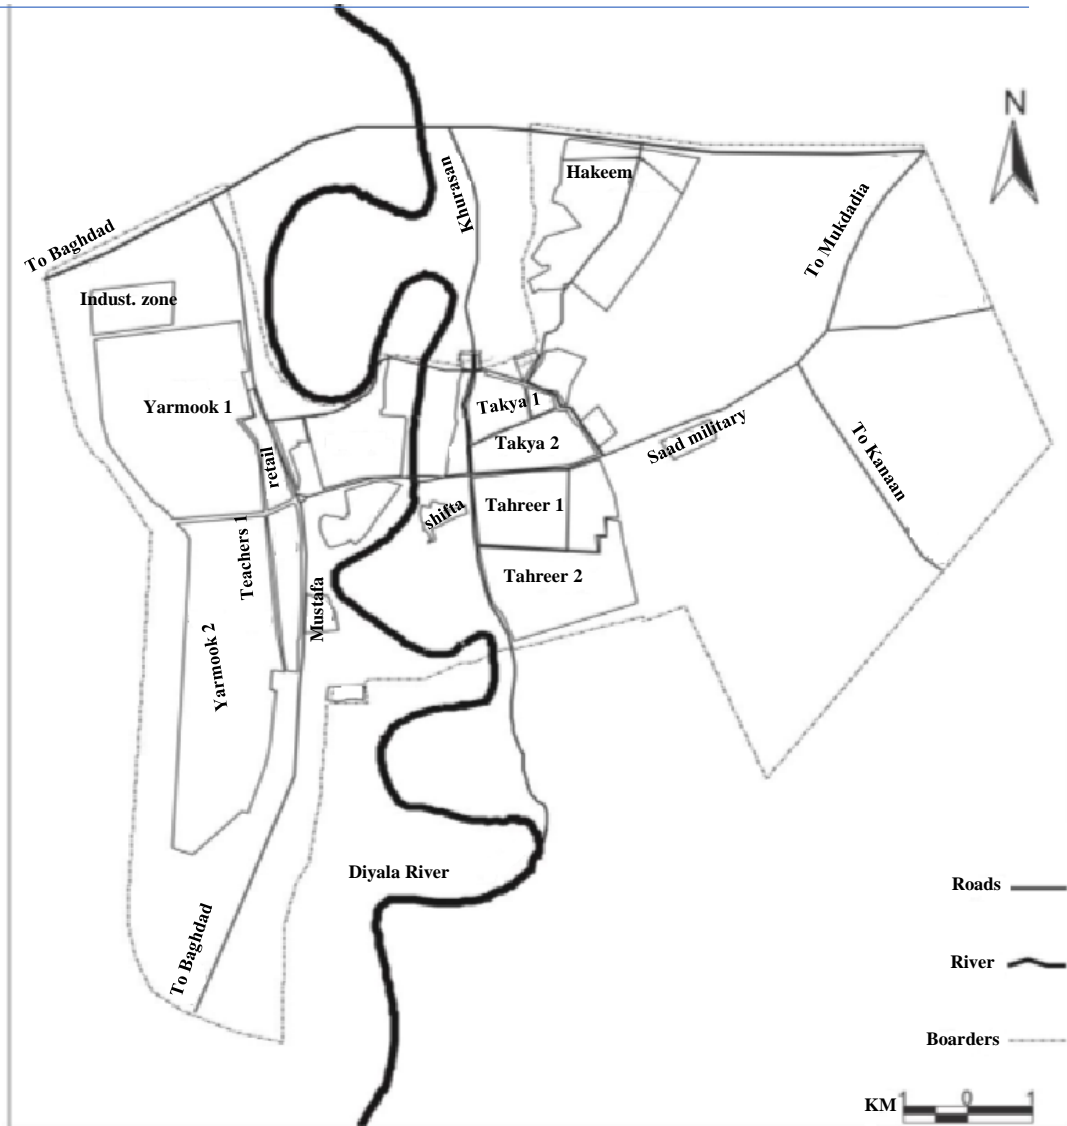 N
Khurasan
Hakeem
To Mukdadia
To Baghdad
Indust. zone
Yarmook 1
Takya 1
Takya 2
Saad military
To Kanaan
retail
shifta
Tahreer 1
Teachers 1
Tahreer 2
Mustafa
Yarmook 2
Diyala River
To Baghdad
Roads
River
Boarders
KM 1 0 1